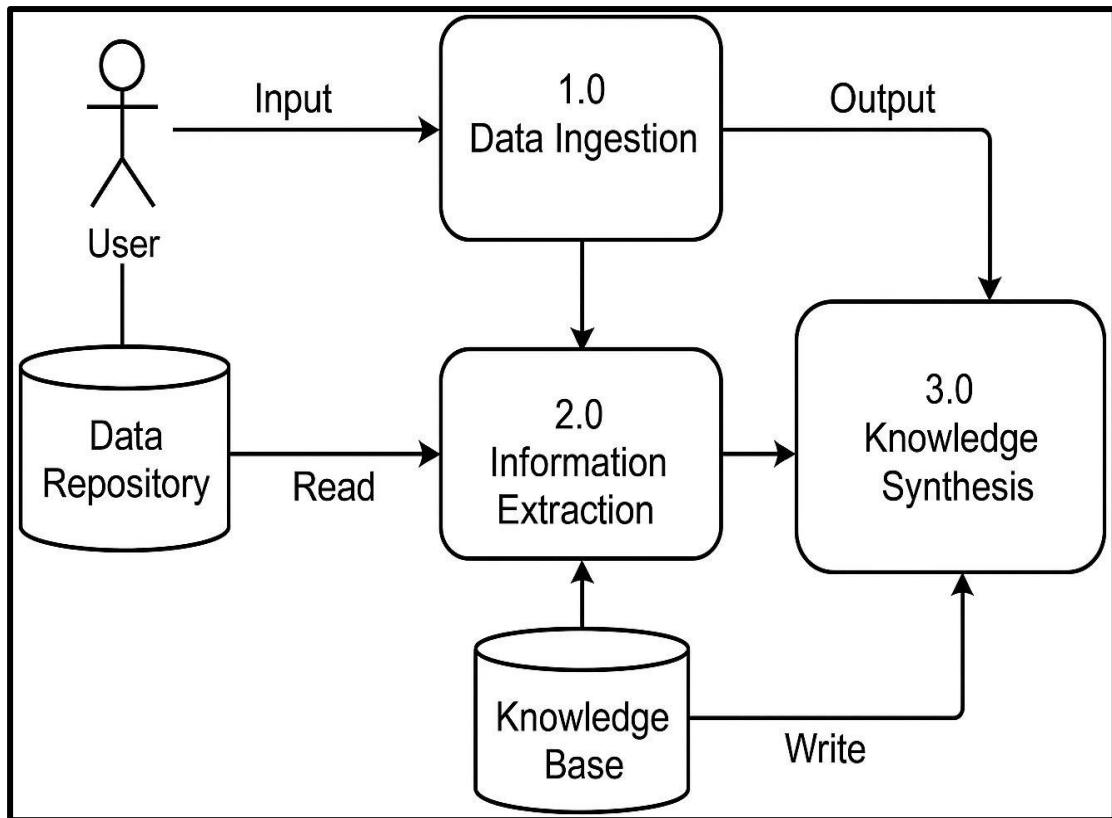 Input
1.0
Data Ingestion
Output
User
Data
Repository
Read
2.0
Information
Extraction
3.0
Knowledge
Synthesis
Knowledge
Base
Write